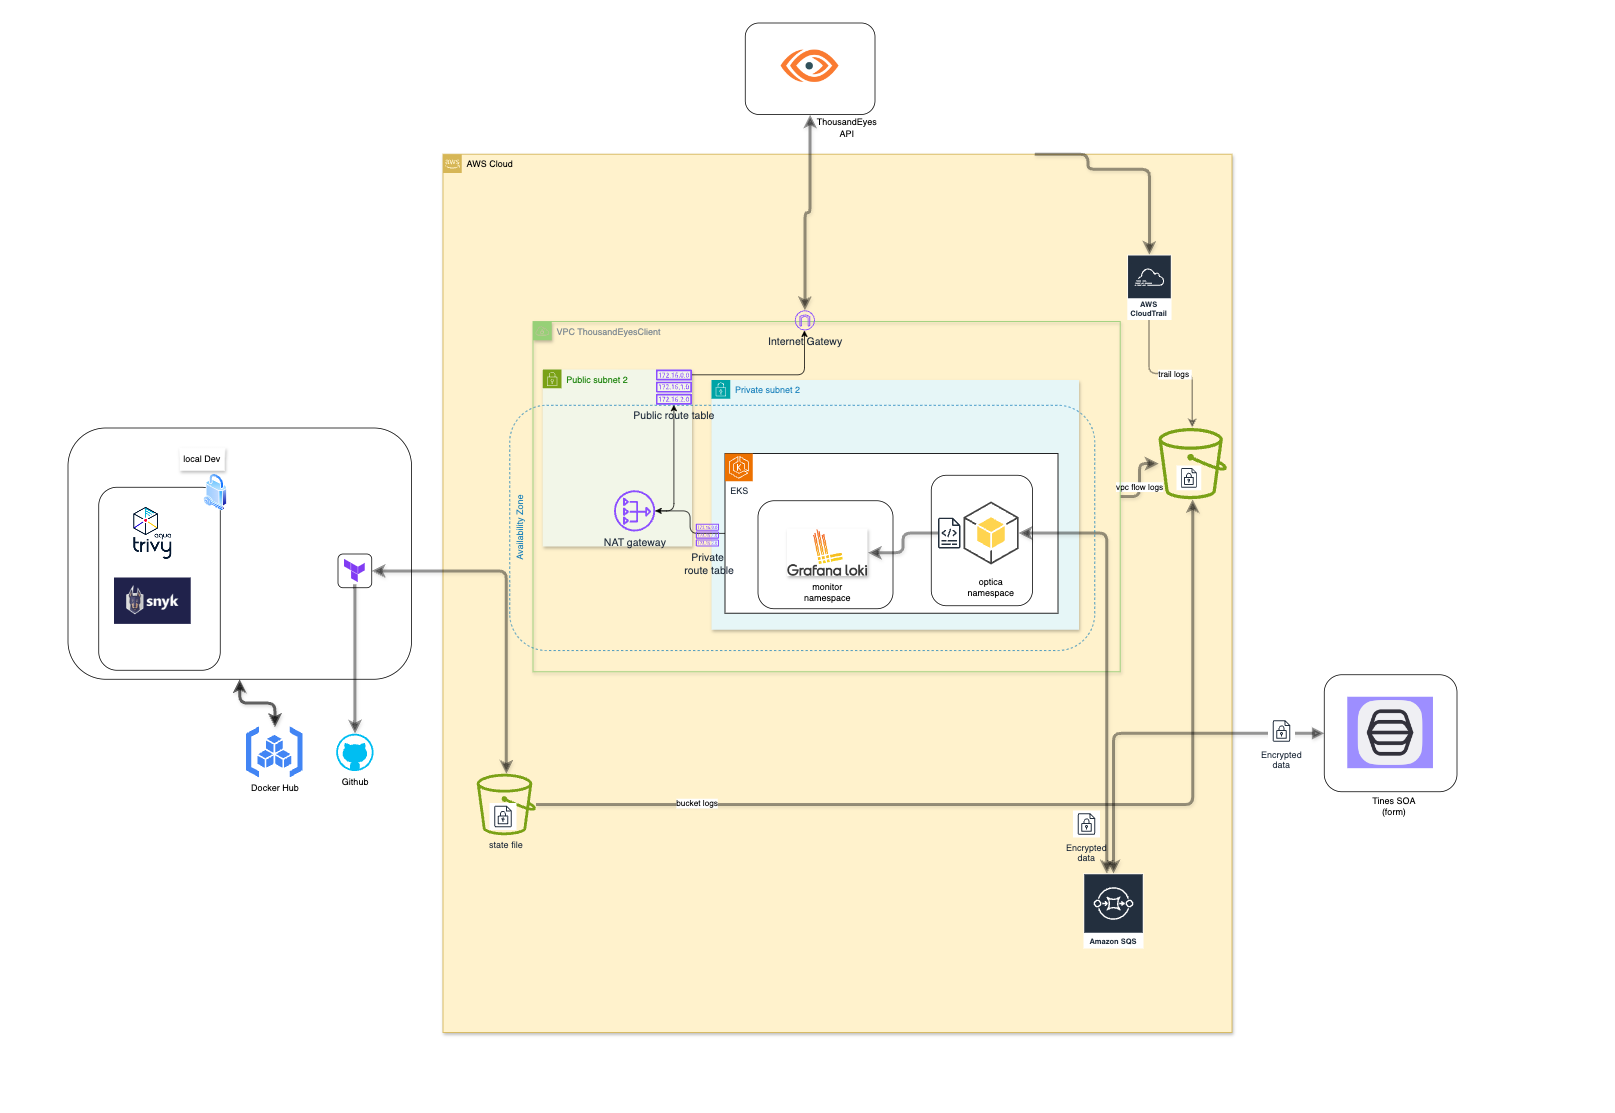 ThousandEyes
API
aws
AWS Cloud
AWS
CloudTrail
VPC ThousandEyesClient
Internet Gatewy
trail logs
Public subnet 2
172.16.0.0
172.16.1.0
172.16.2.0
Public route table
Private subnet 2
local Dev
aqua
trivy
snyk
EKS
vpc flow logs
Availability Zone
NAT gateway
Private
route table
Grafana loki
monitor
namespace
optica
namespace
Docker Hub
Github
state file
bucket logs
Encrypted
data
Encrypted
data
Tines SOA
(form)
Amazon SQS